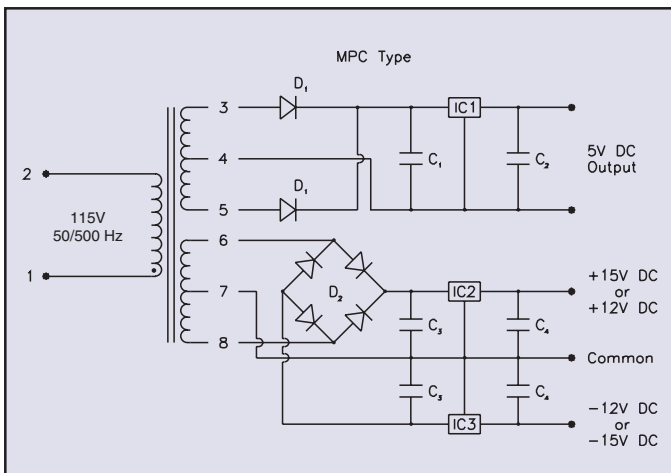 MPC Type
D₁
3
IC1
4
C₁
C₂
5V DC
Output
2
D₁
5
115V
50/500 Hz
6
1
7
D₂
IC2
+15V DC
or
+12V DC
8
C₃
C₄
Common
C₃
C₄
IC3
−12V DC
or
−15V DC